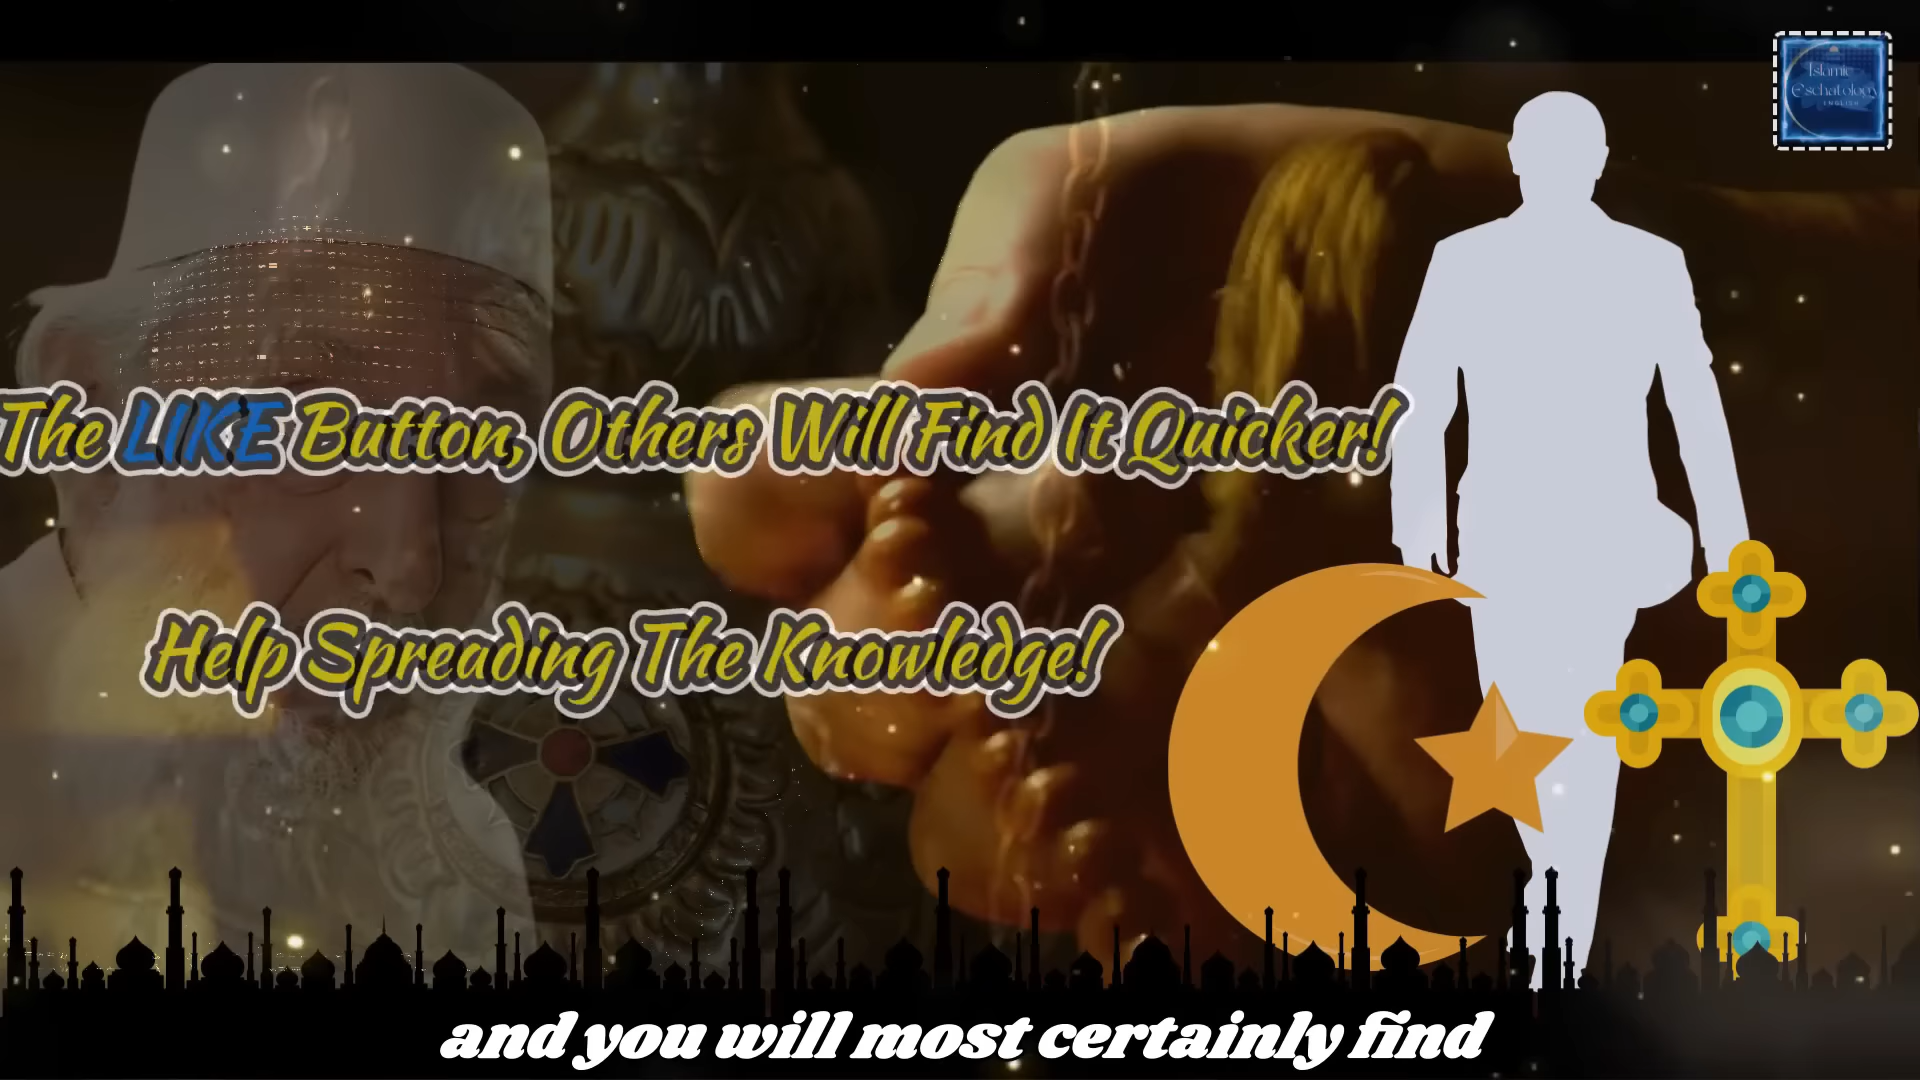 Islamic
Eschatology
ENGLISH
The LIKE Button, Others Will Find It Quicker!
Help Spreading The Knowledge!
and you will most certainly find